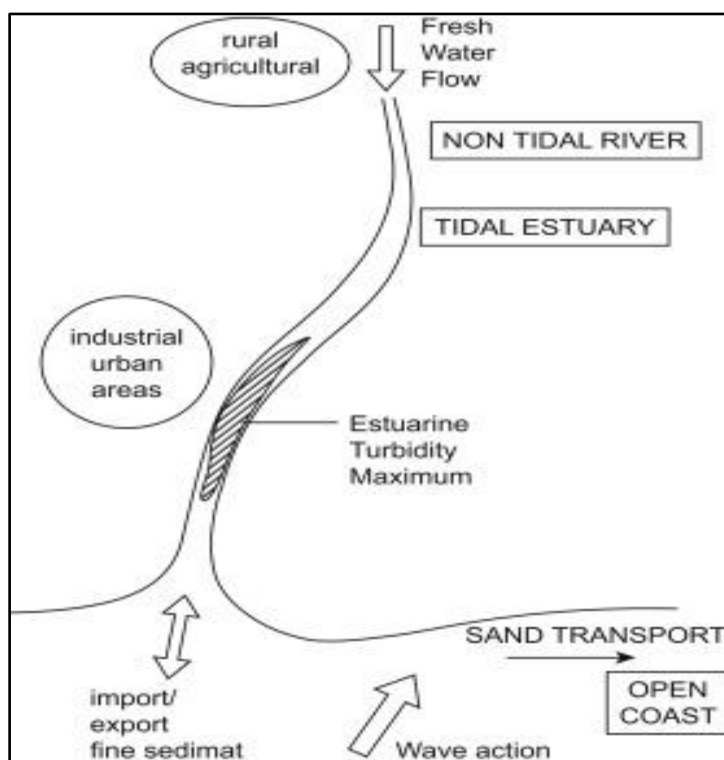 rural
agricultural
Fresh
Water
Flow
NON TIDAL RIVER
TIDAL ESTUARY
industrial
urban
areas
Estuarine
Turbidity
Maximum
SAND TRANSPORT
import/
export
fine sedimat
Wave action
OPEN
COAST